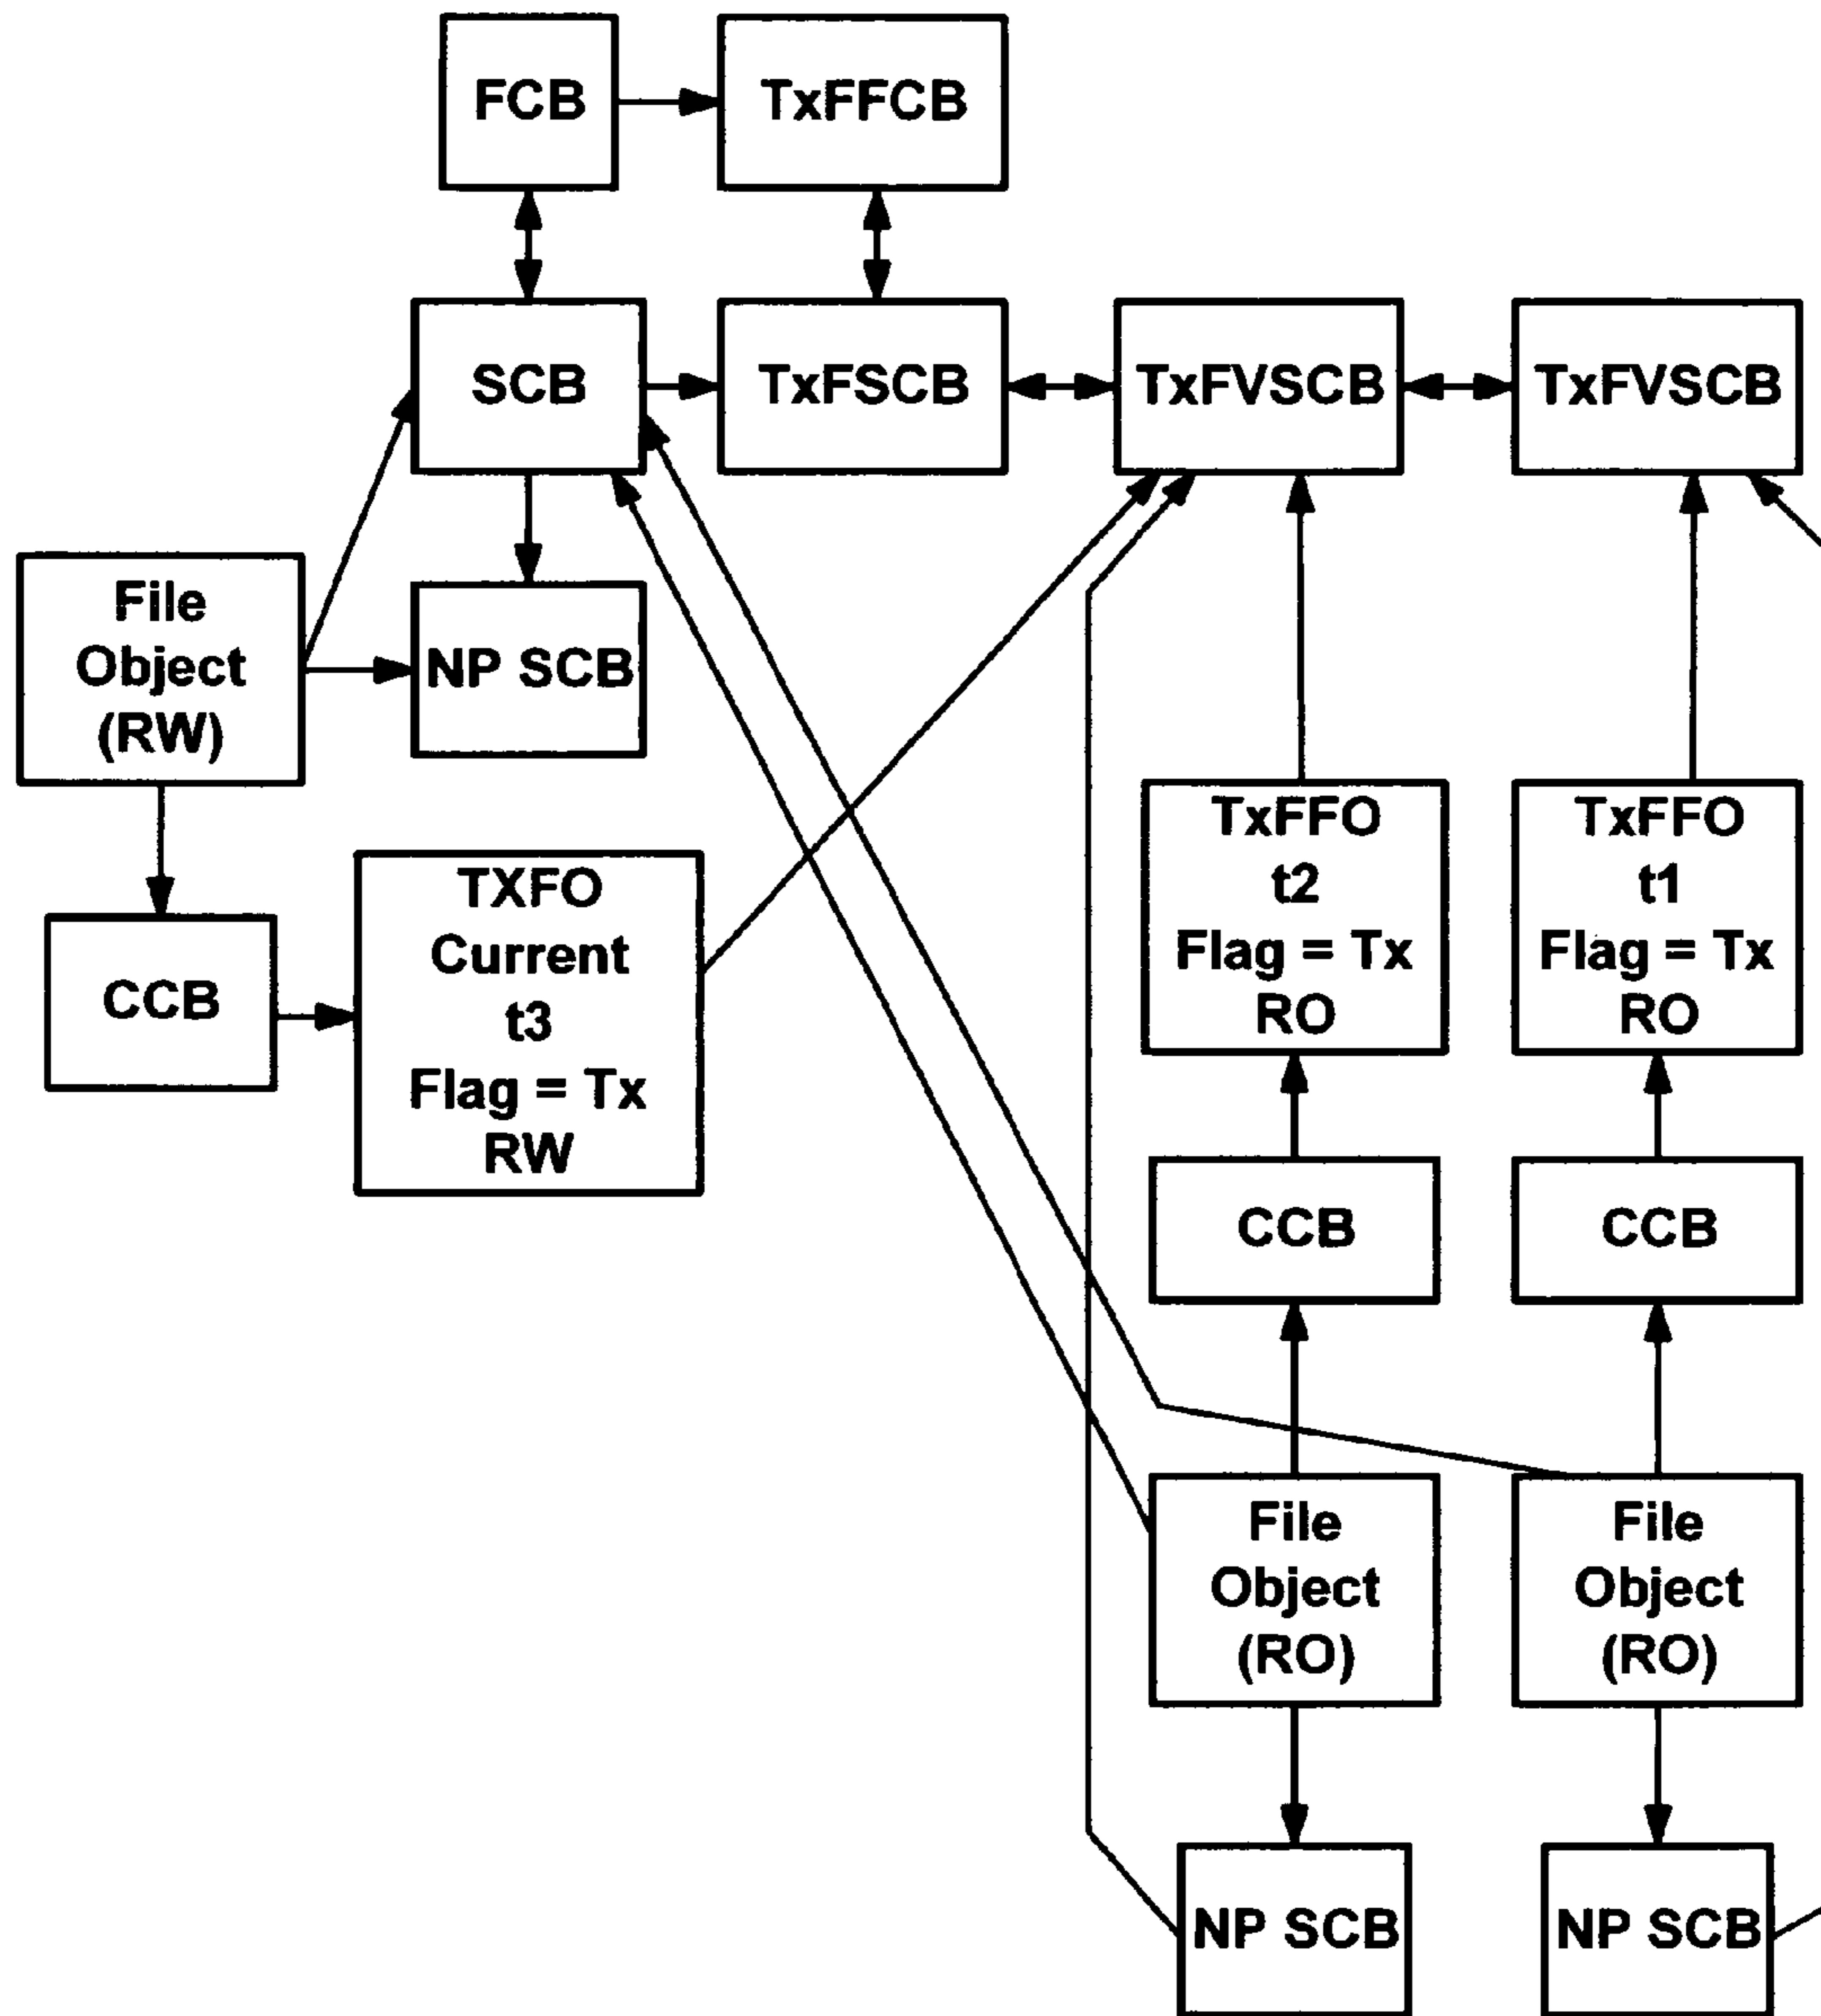 FCB
TxFFCB
SCB
TxFSCB
TxFVSCB
TxFVSCB
File
Object
(RW)
NP SCB
CCB
TXFO
Current
t3
Flag = Tx
RW
TxFFO
t2
Flag = Tx
RO
TxFFO
t1
Flag = Tx
RO
CCB
CCB
File
Object
(RO)
File
Object
(RO)
NP SCB
NP SCB